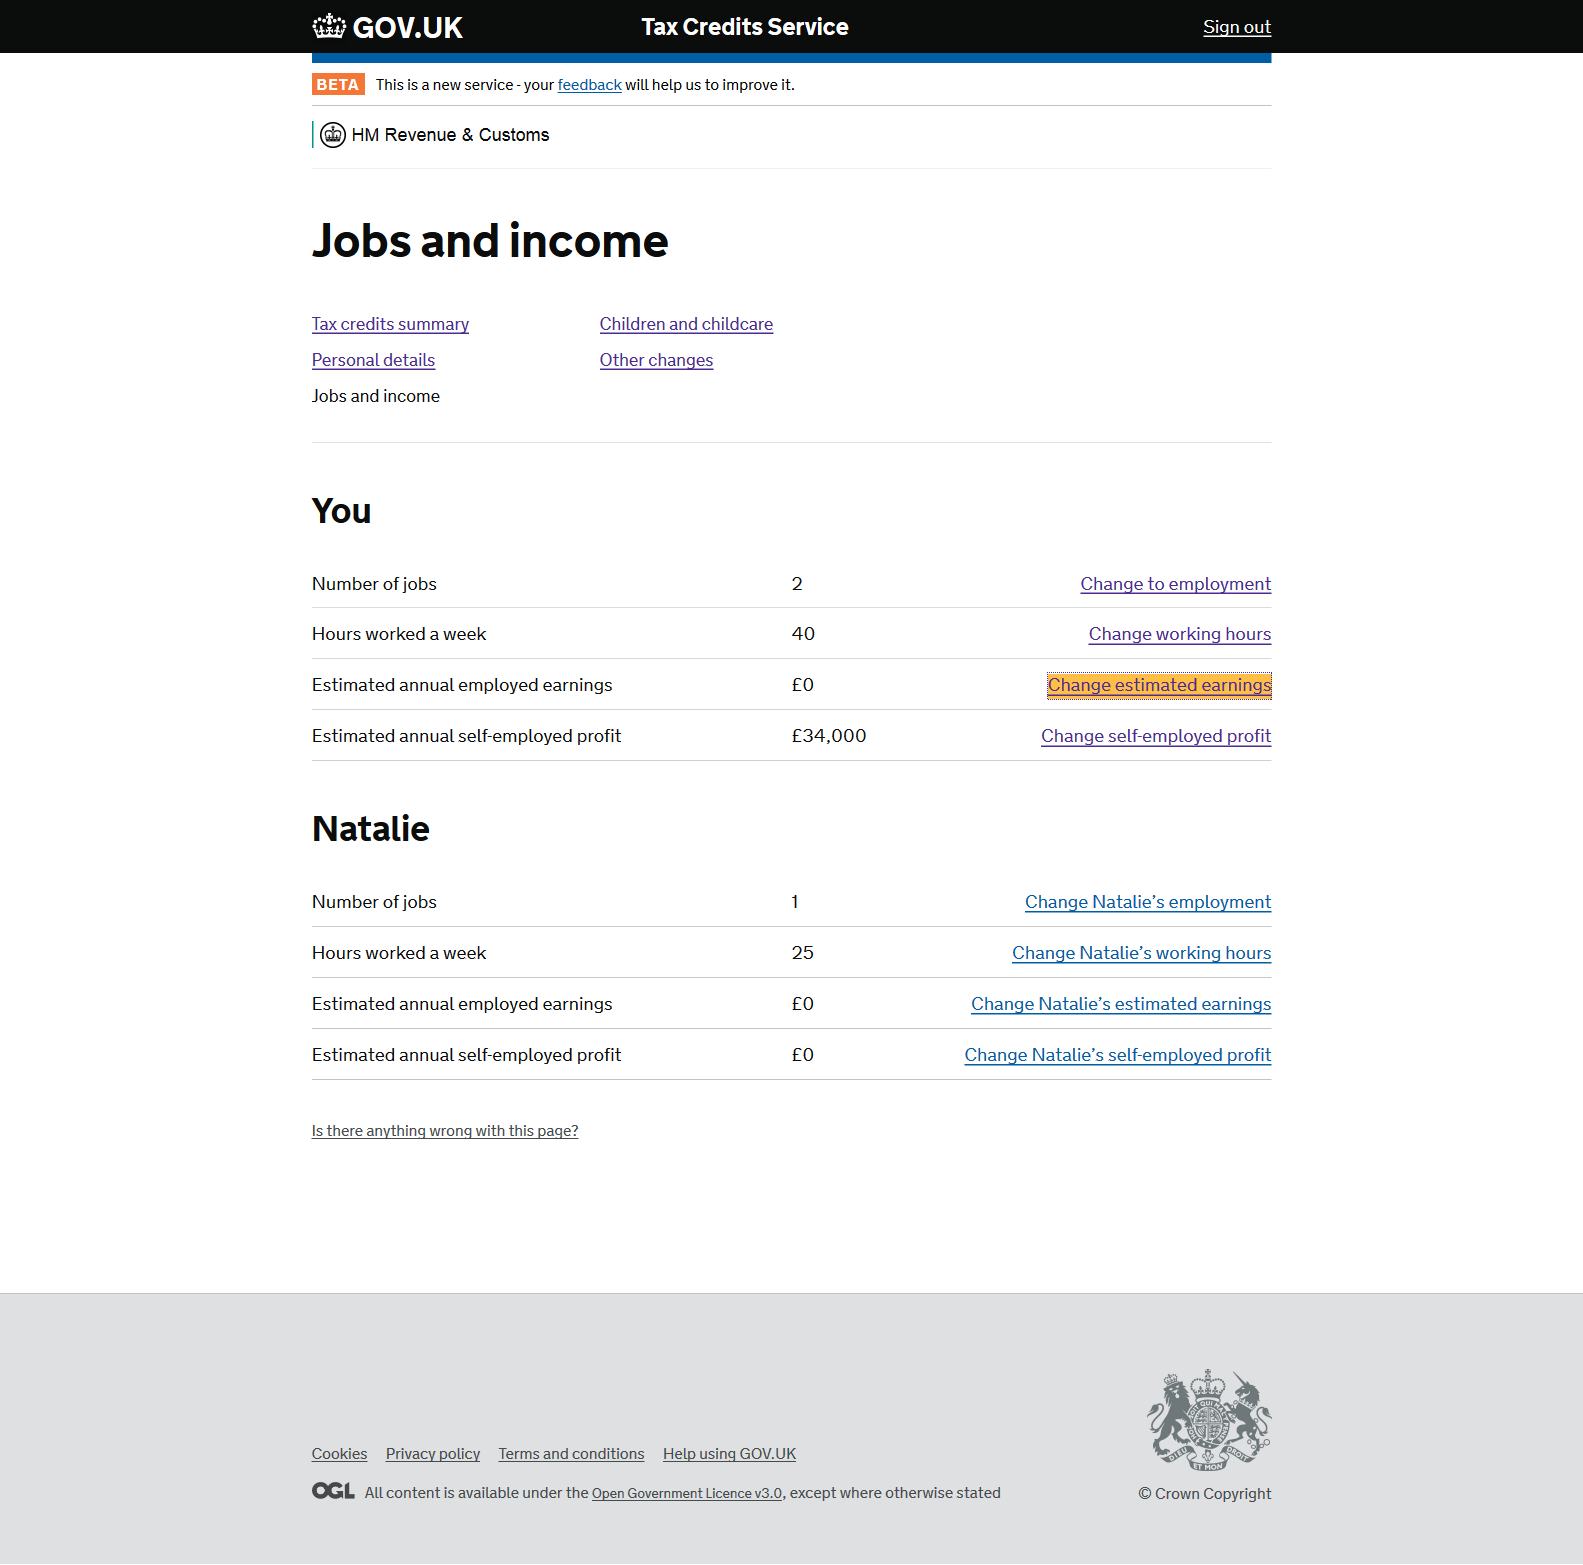 GOV.UK Tax Credits Service Sign out
BETA This is a new service - your feedback will help us to improve it.
HM Revenue & Customs
Jobs and income
Tax credits summary Children and childcare
Personal details Other changes
Jobs and income
You
Number of jobs 2 Change to employment
Hours worked a week 40 Change working hours
Estimated annual employed earnings £0 Change estimated earnings
Estimated annual self-employed profit £34,000 Change self-employed profit
Natalie
Number of jobs 1 Change Natalie’s employment
Hours worked a week 25 Change Natalie’s working hours
Estimated annual employed earnings £0 Change Natalie’s estimated earnings
Estimated annual self-employed profit £0 Change Natalie’s self-employed profit
Is there anything wrong with this page?
Cookies Privacy policy Terms and conditions Help using GOV.UK
OGL All content is available under the Open Government Licence v3.0, except where otherwise stated
DIEU ET MON DROIT
© Crown Copyright